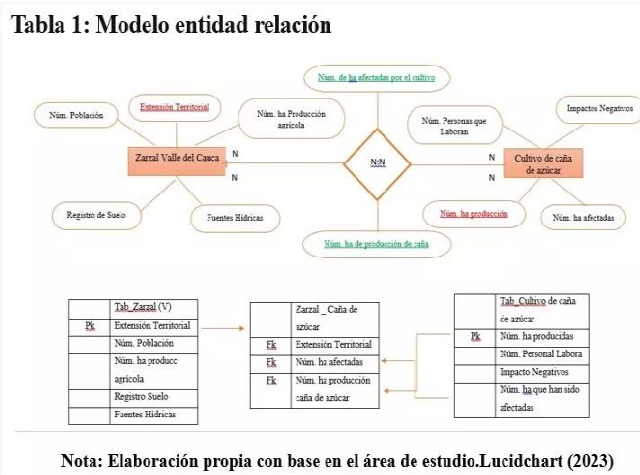 Tabla 1: Modelo entidad relación
Núm. de ha afectadas por el cultivo
Núm. Población
Extensión Territorial
Núm. ha Producción
agrícola
Núm. Personas que
Laboran
Impactos Negativos
Zarzal Valle del Cauca
N
N
N:N
N
N
Cultivo de caña
de azúcar
Registro de Suelo
Fuentes Hídricas
Núm. ha producción
Núm. ha afectadas
Núm. ha de producción de caña
Tab_Zarzal (V)
Pk
Extensión Territorial
Núm. Población
Núm. ha producc
agrícola
Registro Suelo
Fuentes Hídricas
Zarzal _ Caña de
azúcar
Fk
Extensión Territorial
Fk
Núm. ha afectadas
Fk
Núm. ha producción
caña de azúcar
Tab_Cultivo de caña
de azúcar
Pk
Núm. ha producidas
Núm. Personal Labora
Impacto Negativos
Núm. ha que han sido
afectadas
Nota: Elaboración propia con base en el área de estudio.Lucidchart (2023)